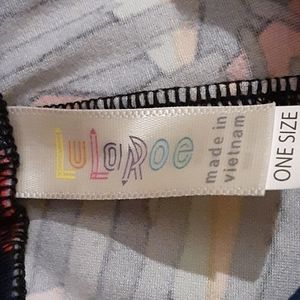 LuLaRoe
made in
vietnam
ONE SIZE